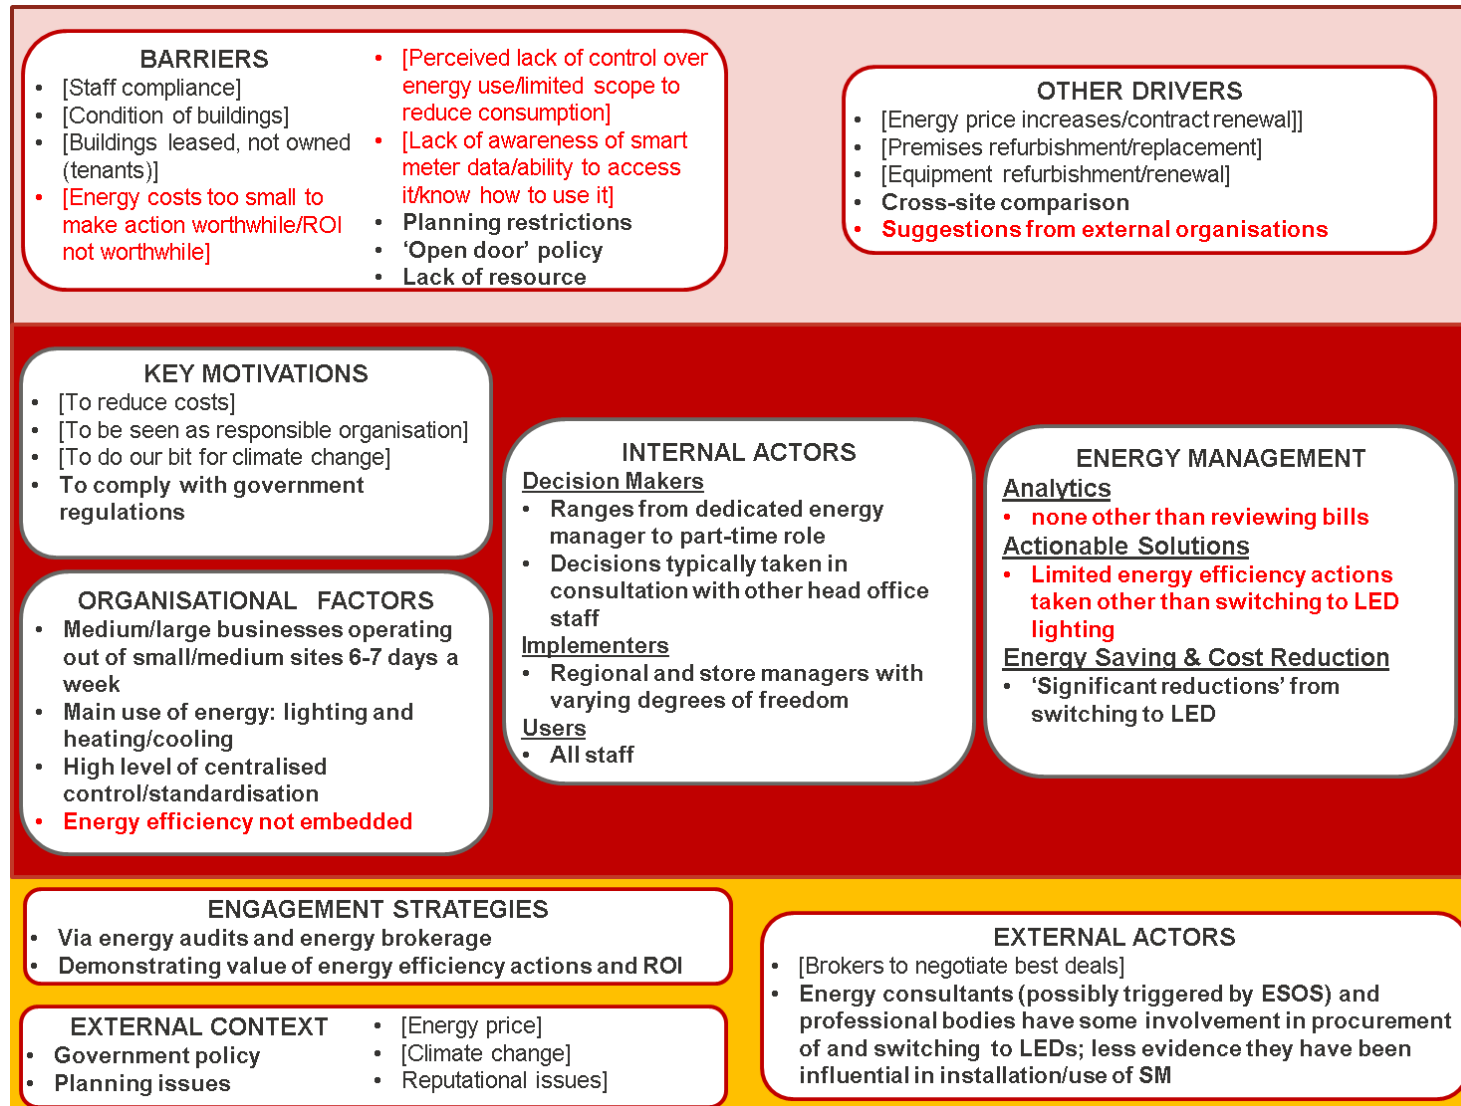 BARRIERS
• [Staff compliance]
• [Condition of buildings]
• [Buildings leased, not owned
(tenants)]
• [Energy costs too small to
make action worthwhile/ROI
not worthwhile]
• [Perceived lack of control over
energy use/limited scope to
reduce consumption]
• [Lack of awareness of smart
meter data/ability to access
it/know how to use it]
• Planning restrictions
• ‘Open door’ policy
• Lack of resource
OTHER DRIVERS
• [Energy price increases/contract renewal]]
• [Premises refurbishment/replacement]
• [Equipment refurbishment/renewal]
• Cross-site comparison
• Suggestions from external organisations
KEY MOTIVATIONS
• [To reduce costs]
• [To be seen as responsible organisation]
• [To do our bit for climate change]
• To comply with government
regulations
ORGANISATIONAL FACTORS
• Medium/large businesses operating
out of small/medium sites 6-7 days a
week
• Main use of energy: lighting and
heating/cooling
• High level of centralised
control/standardisation
• Energy efficiency not embedded
INTERNAL ACTORS
Decision Makers
• Ranges from dedicated energy
manager to part-time role
• Decisions typically taken in
consultation with other head office
staff
Implementers
• Regional and store managers with
varying degrees of freedom
Users
• All staff
ENERGY MANAGEMENT
Analytics
• none other than reviewing bills
Actionable Solutions
• Limited energy efficiency actions
taken other than switching to LED
lighting
Energy Saving & Cost Reduction
• ‘Significant reductions’ from
switching to LED
ENGAGEMENT STRATEGIES
• Via energy audits and energy brokerage
• Demonstrating value of energy efficiency actions and ROI
EXTERNAL CONTEXT
• Government policy
• Planning issues
• [Energy price]
• [Climate change]
• Reputational issues]
EXTERNAL ACTORS
• [Brokers to negotiate best deals]
• Energy consultants (possibly triggered by ESOS) and
professional bodies have some involvement in procurement
of and switching to LEDs; less evidence they have been
influential in installation/use of SM